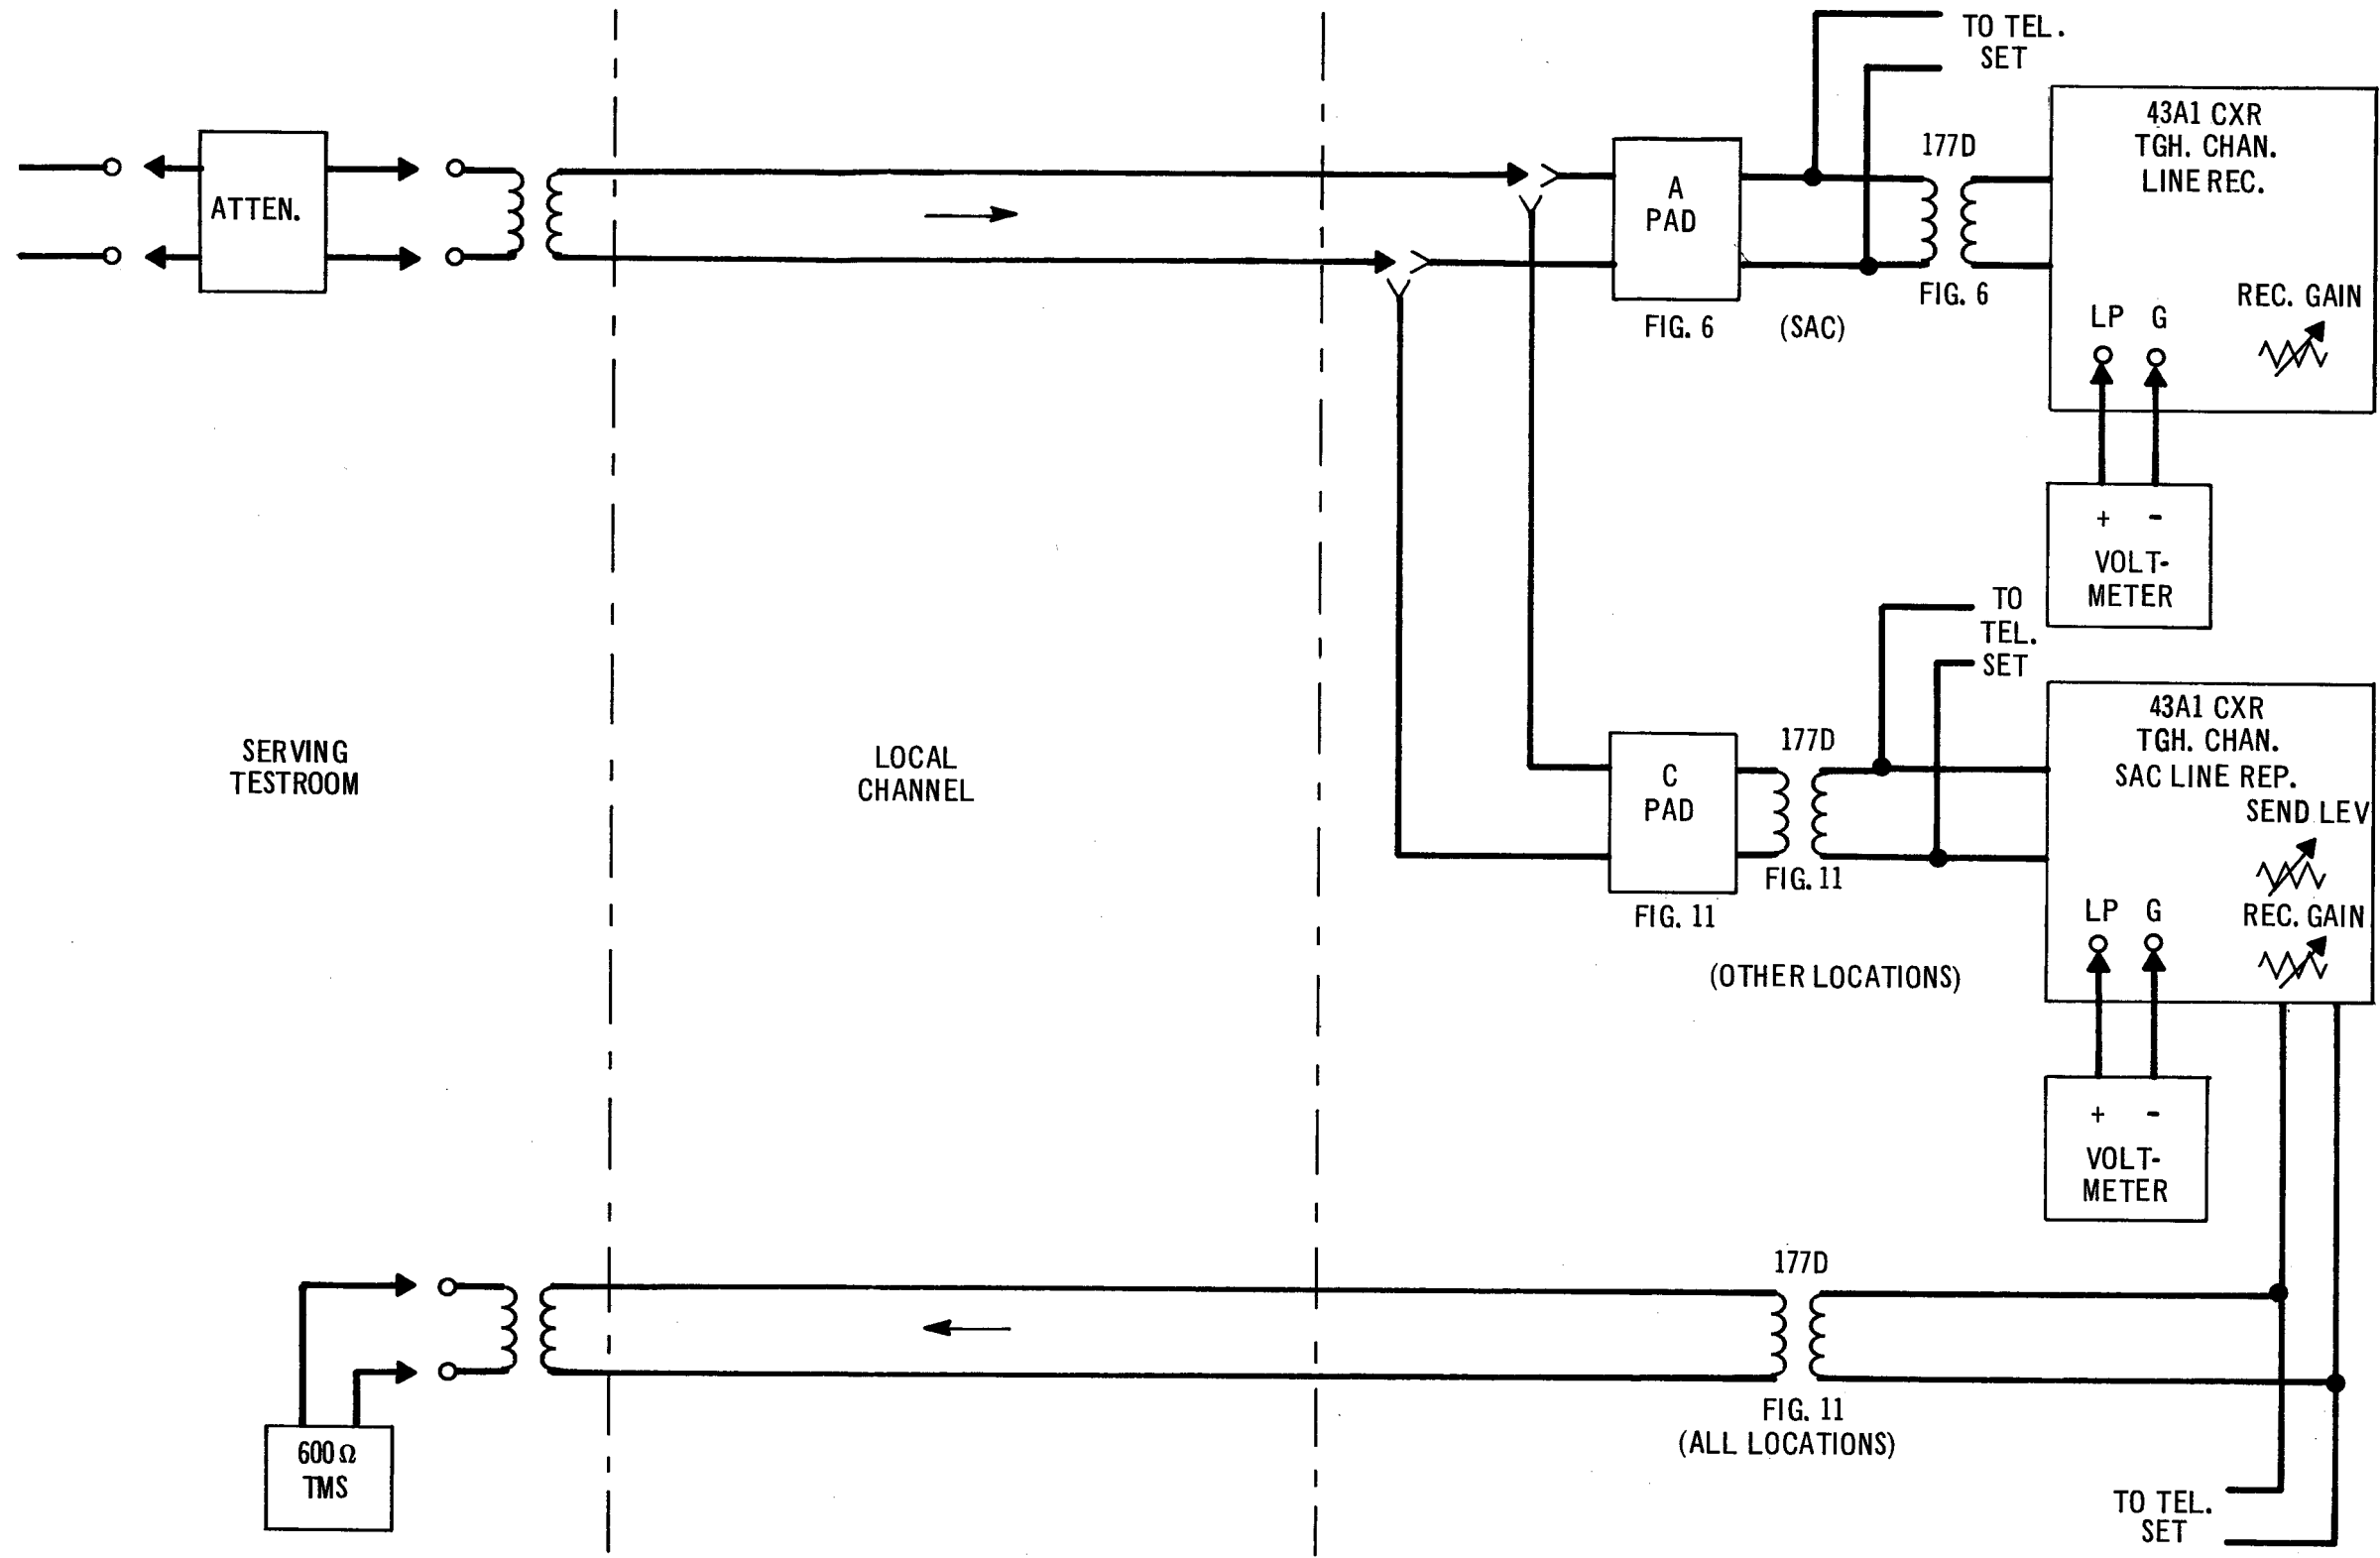 TO TEL.
SET
43A1 CXR
TGH. CHAN.
LINE REC.
177D
ATTEN.
A
PAD
FIG. 6
REC. GAIN
FIG. 6
(SAC)
LP G
+ -
VOLT-
METER
TO
TEL.
SET
43A1 CXR
TGH. CHAN.
SAC LINE REP.
SEND LEV
SERVING
TESTROOM
LOCAL
CHANNEL
177D
C
PAD
FIG. 11
FIG. 11
LP G
REC. GAIN
(OTHER LOCATIONS)
+ -
VOLT-
METER
177D
FIG. 11
(ALL LOCATIONS)
600 Ω
TMS
TO TEL.
SET